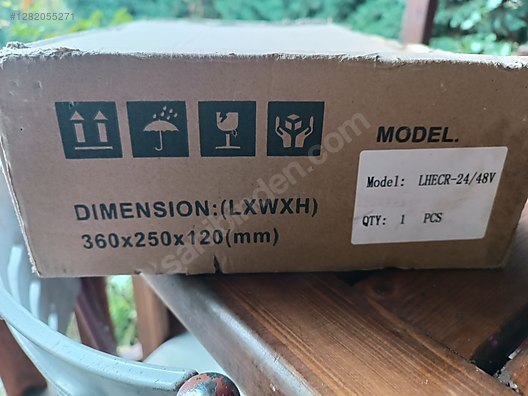 #1282055271
MODEL.
Model: LHECR-24/48V
QTY: 1 PCS
DIMENSION:(LXWXH)
360x250x120(mm)
sahibinden.com